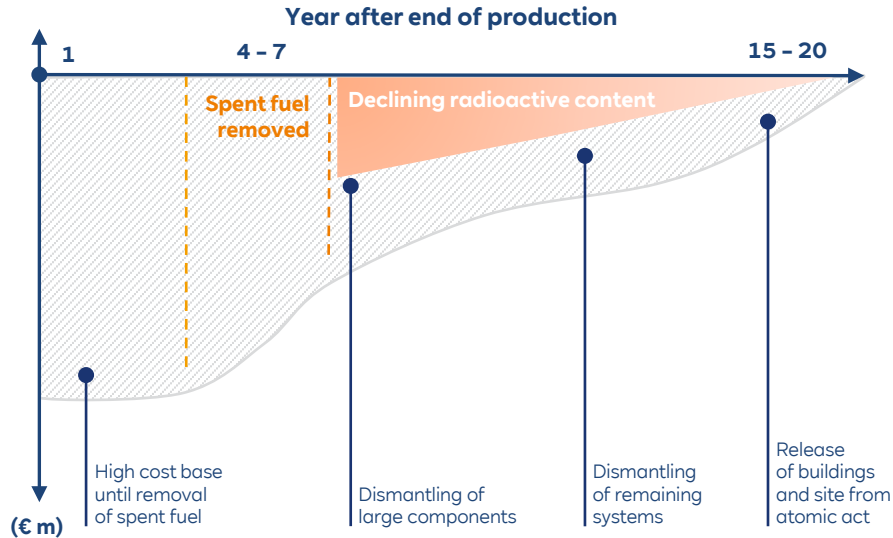 Year after end of production
1
4 – 7
15 – 20
Spent fuel
removed
Declining radioactive content
High cost base
until removal
of spent fuel
Dismantling of
large components
Dismantling
of remaining
systems
Release
of buildings
and site from
atomic act
(€ m)